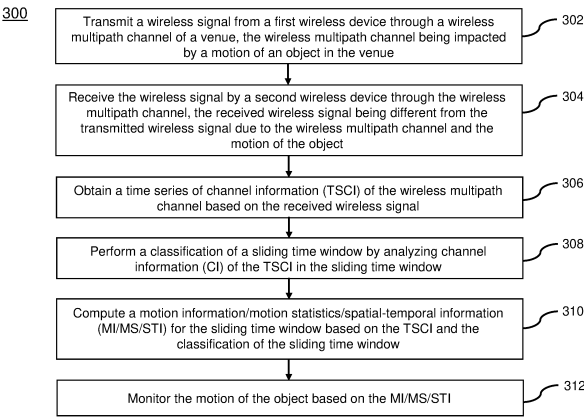 300
Transmit a wireless signal from a first wireless device through a wireless
multipath channel of a venue, the wireless multipath channel being impacted
by a motion of an object in the venue
302
Receive the wireless signal by a second wireless device through the wireless
multipath channel, the received wireless signal being different from the
transmitted wireless signal due to the wireless multipath channel and the
motion of the object
304
Obtain a time series of channel information (TSCI) of the wireless multipath
channel based on the received wireless signal
306
Perform a classification of a sliding time window by analyzing channel
information (CI) of the TSCI in the sliding time window
308
Compute a motion information/motion statistics/spatial-temporal information
(MI/MS/STI) for the sliding time window based on the TSCI and the
classification of the sliding time window
310
Monitor the motion of the object based on the MI/MS/STI
312